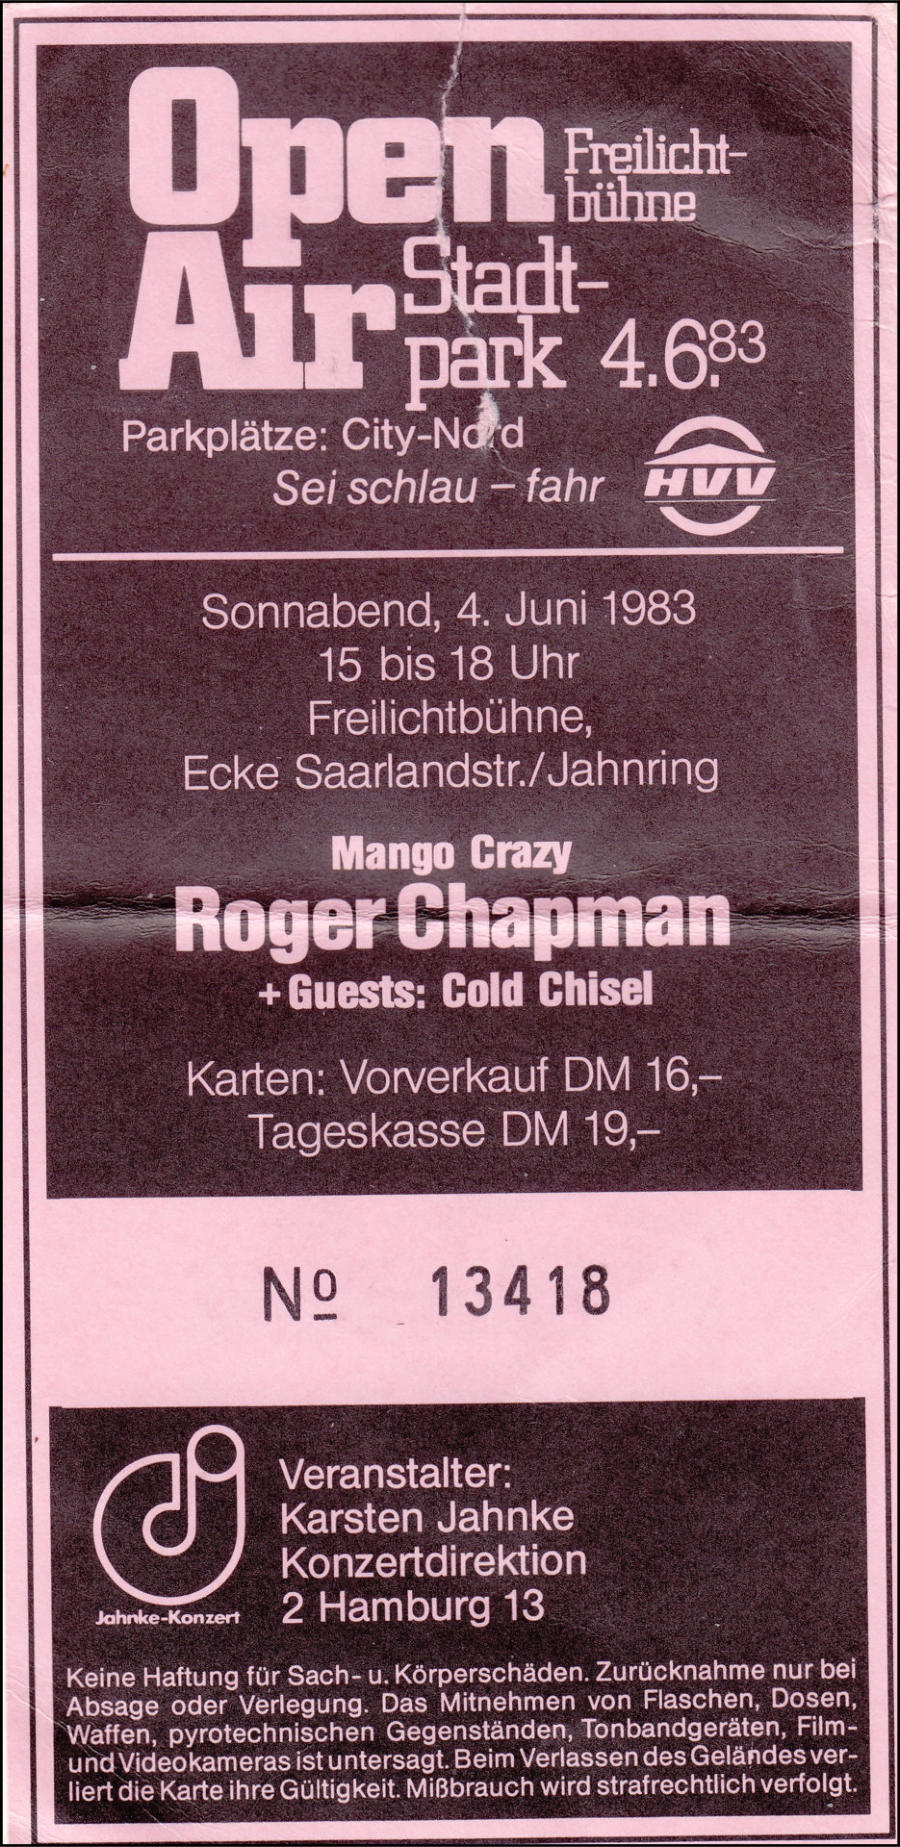 Open Air
Freilicht-
bühne
Stadt-
park 4.6.83
Parkplätze: City-Nord
Sei schlau – fahr HVV
Sonnabend, 4. Juni 1983
15 bis 18 Uhr
Freilichtbühne,
Ecke Saarlandstr./Jahnring
Mango Crazy
Roger Chapman
+ Guests: Cold Chisel
Karten: Vorverkauf DM 16,–
Tageskasse DM 19,–
Nº 13418
Jahnke-Konzert
Veranstalter:
Karsten Jahnke
Konzertdirektion
2 Hamburg 13
Keine Haftung für Sach- u. Körperschäden. Zurücknahme nur bei
Absage oder Verlegung. Das Mitnehmen von Flaschen, Dosen,
Waffen, pyrotechnischen Gegenständen, Tonbandgeräten, Film-
und Videokameras ist untersagt. Beim Verlassen des Geländes ver-
liert die Karte ihre Gültigkeit. Mißbrauch wird strafrechtlich verfolgt.